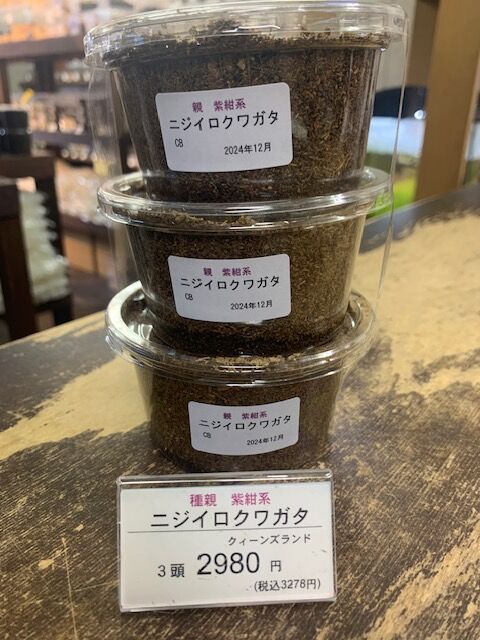 親 紫紺系
ニジイロクワガタ
CB 2024年12月
親 紫紺系
ニジイロクワガタ
CB 2024年12月
親 紫紺系
ニジイロクワガタ
CB 2024年12月
種親 紫紺系
ニジイロクワガタ
クィーンズランド
3頭 2980 円
(税込3278円)